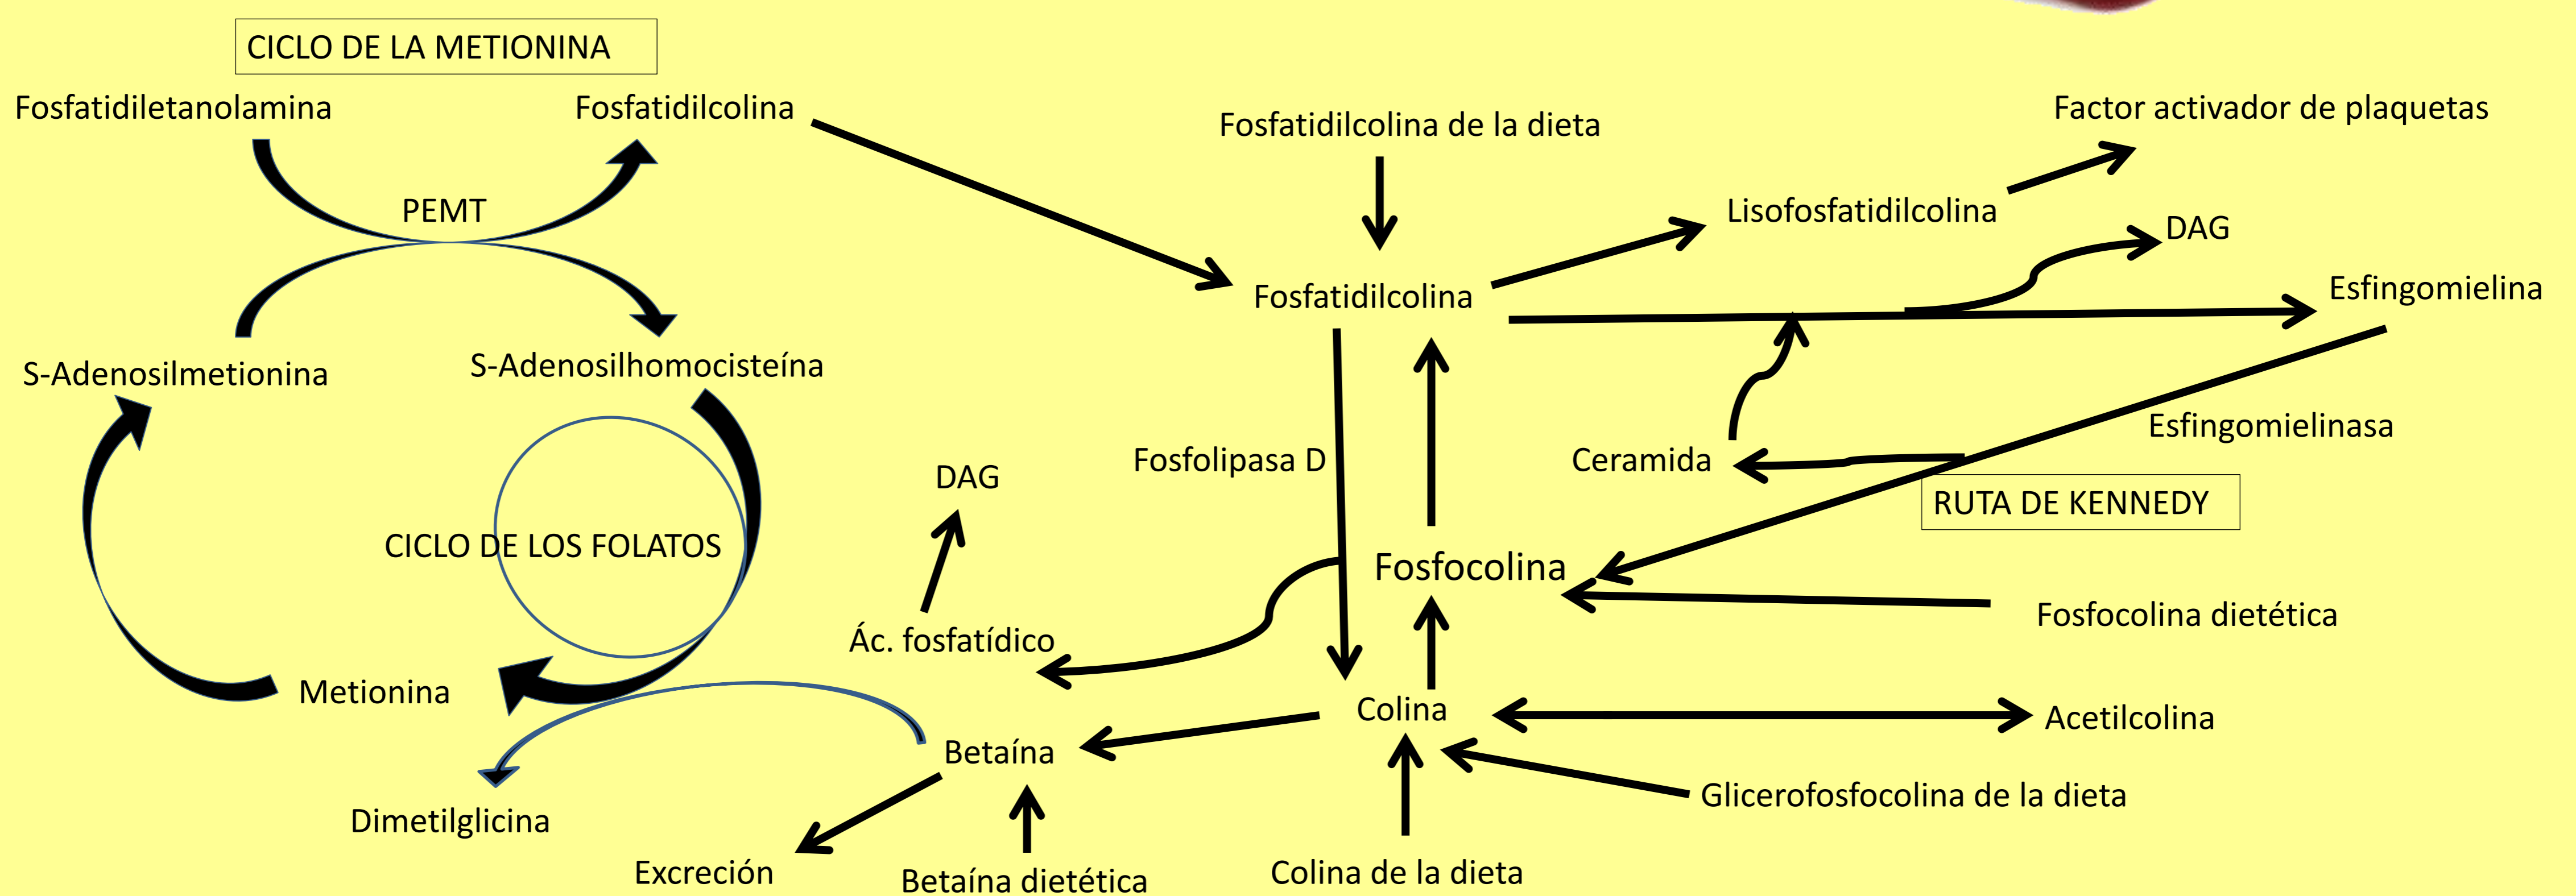 CICLO DE LA METIONINA
Fosfatidiletanolamina
Fosfatidilcolina
PEMT
S-Adenosilmetionina
S-Adenosilhomocisteína
CICLO DE LOS FOLATOS
Metionina
Dimetilglicina
Fosfatidilcolina de la dieta
Factor activador de plaquetas
Lisofosfatidilcolina
DAG
Fosfatidilcolina
Esfingomielina
Esfingomielinasa
Fosfolipasa D
Ceramida
DAG
RUTA DE KENNEDY
Fosfocolina
Fosfocolina dietética
Ác. fosfatídico
Colina
Acetilcolina
Betaína
Glicerofosfocolina de la dieta
Excreción
Betaína dietética
Colina de la dieta